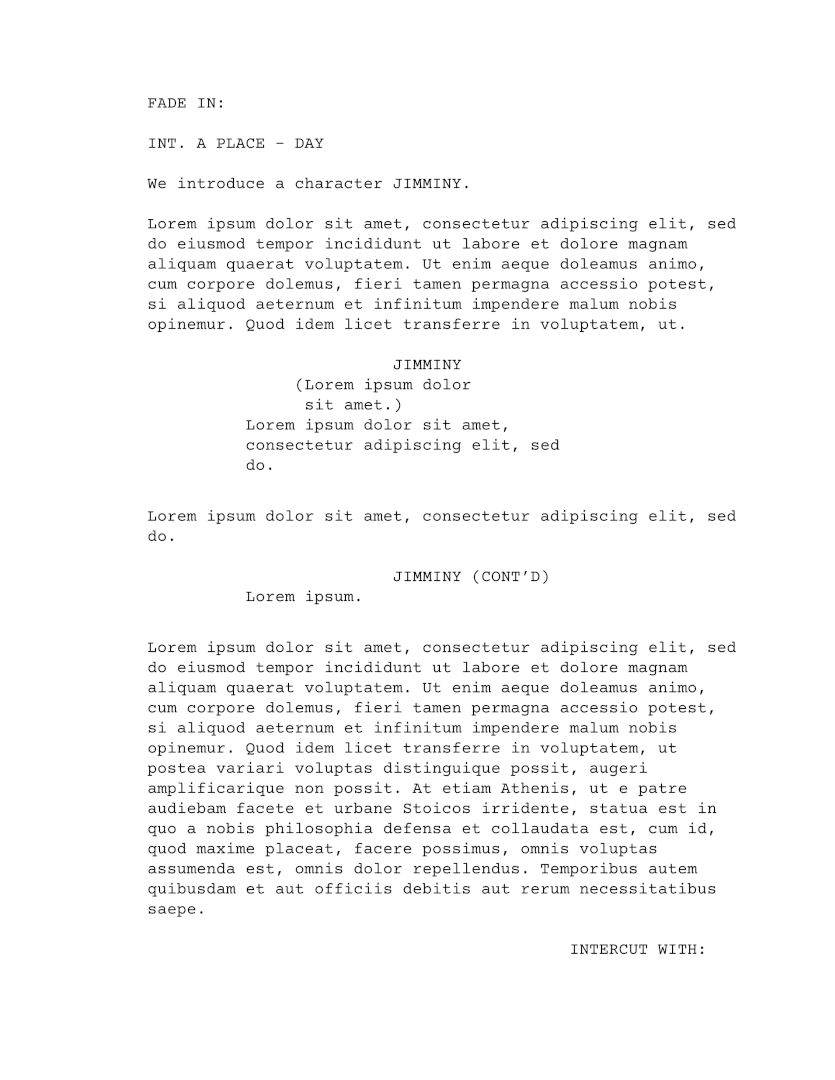 FADE IN:
INT. A PLACE – DAY
We introduce a character JIMMINY.
Lorem ipsum dolor sit amet, consectetur adipiscing elit, sed
do eiusmod tempor incididunt ut labore et dolore magnam
aliquam quaerat voluptatem. Ut enim aeque doleamus animo,
cum corpore dolemus, fieri tamen permagna accessio potest,
si aliquod aeternum et infinitum impendere malum nobis
opinemur. Quod idem licet transferre in voluptatem, ut.
JIMMINY
(Lorem ipsum dolor
sit amet.)
Lorem ipsum dolor sit amet,
consectetur adipiscing elit, sed
do.
Lorem ipsum dolor sit amet, consectetur adipiscing elit, sed
do.
JIMMINY (CONT’D)
Lorem ipsum.
Lorem ipsum dolor sit amet, consectetur adipiscing elit, sed
do eiusmod tempor incididunt ut labore et dolore magnam
aliquam quaerat voluptatem. Ut enim aeque doleamus animo,
cum corpore dolemus, fieri tamen permagna accessio potest,
si aliquod aeternum et infinitum impendere malum nobis
opinemur. Quod idem licet transferre in voluptatem, ut
postea variari voluptas distinguique possit, augeri
amplificarique non possit. At etiam Athenis, ut e patre
audiebam facete et urbane Stoicos irridente, statua est in
quo a nobis philosophia defensa et collaudata est, cum id,
quod maxime placeat, facere possimus, omnis voluptas
assumenda est, omnis dolor repellendus. Temporibus autem
quibusdam et aut officiis debitis aut rerum necessitatibus
saepe.
INTERCUT WITH: